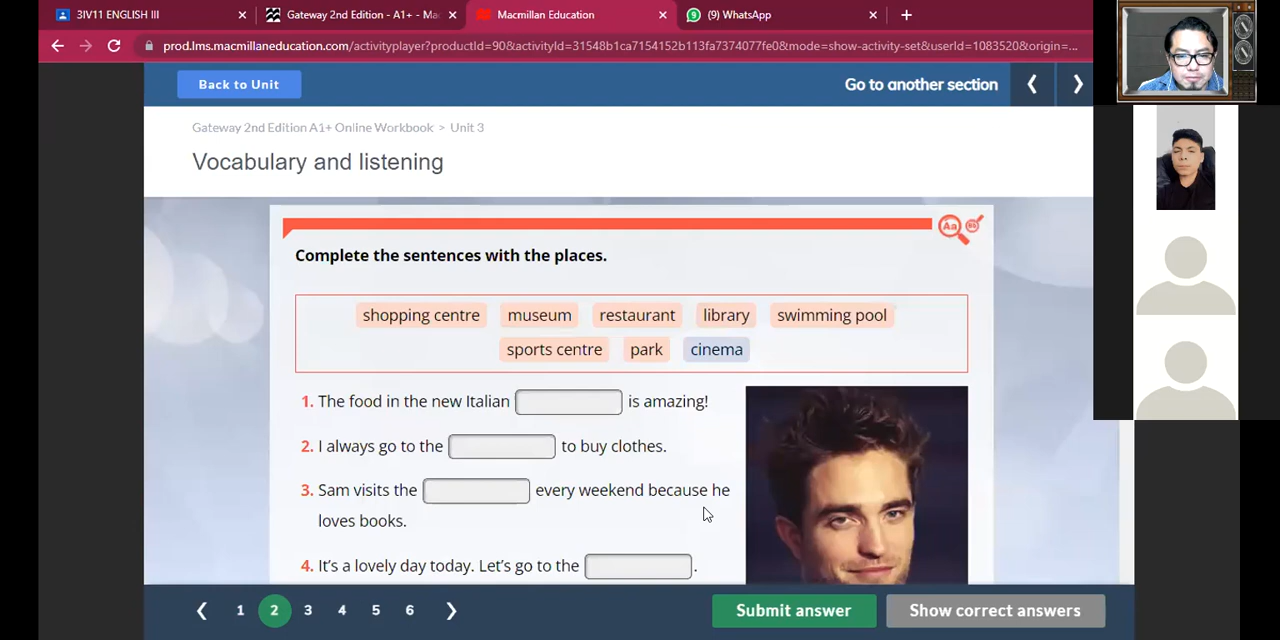 3IV11 ENGLISH III
Gateway 2nd Edition - A1+ - Mac
Macmillan Education
(9) WhatsApp
prod.lms.macmillaneducation.com/activityplayer?productId=90&activityId=31548b1ca7154152b113fa7374077fe0&mode=show-activity-set&userId=1083520&origin=...
Back to Unit
Go to another section
Gateway 2nd Edition A1+ Online Workbook > Unit 3
Vocabulary and listening
Aa
Complete the sentences with the places.
shopping centre museum restaurant library swimming pool
sports centre park cinema
1. The food in the new Italian is amazing!
2. I always go to the to buy clothes.
3. Sam visits the every weekend because he
loves books.
4. It's a lovely day today. Let's go to the .
1 2 3 4 5 6
Submit answer
Show correct answers